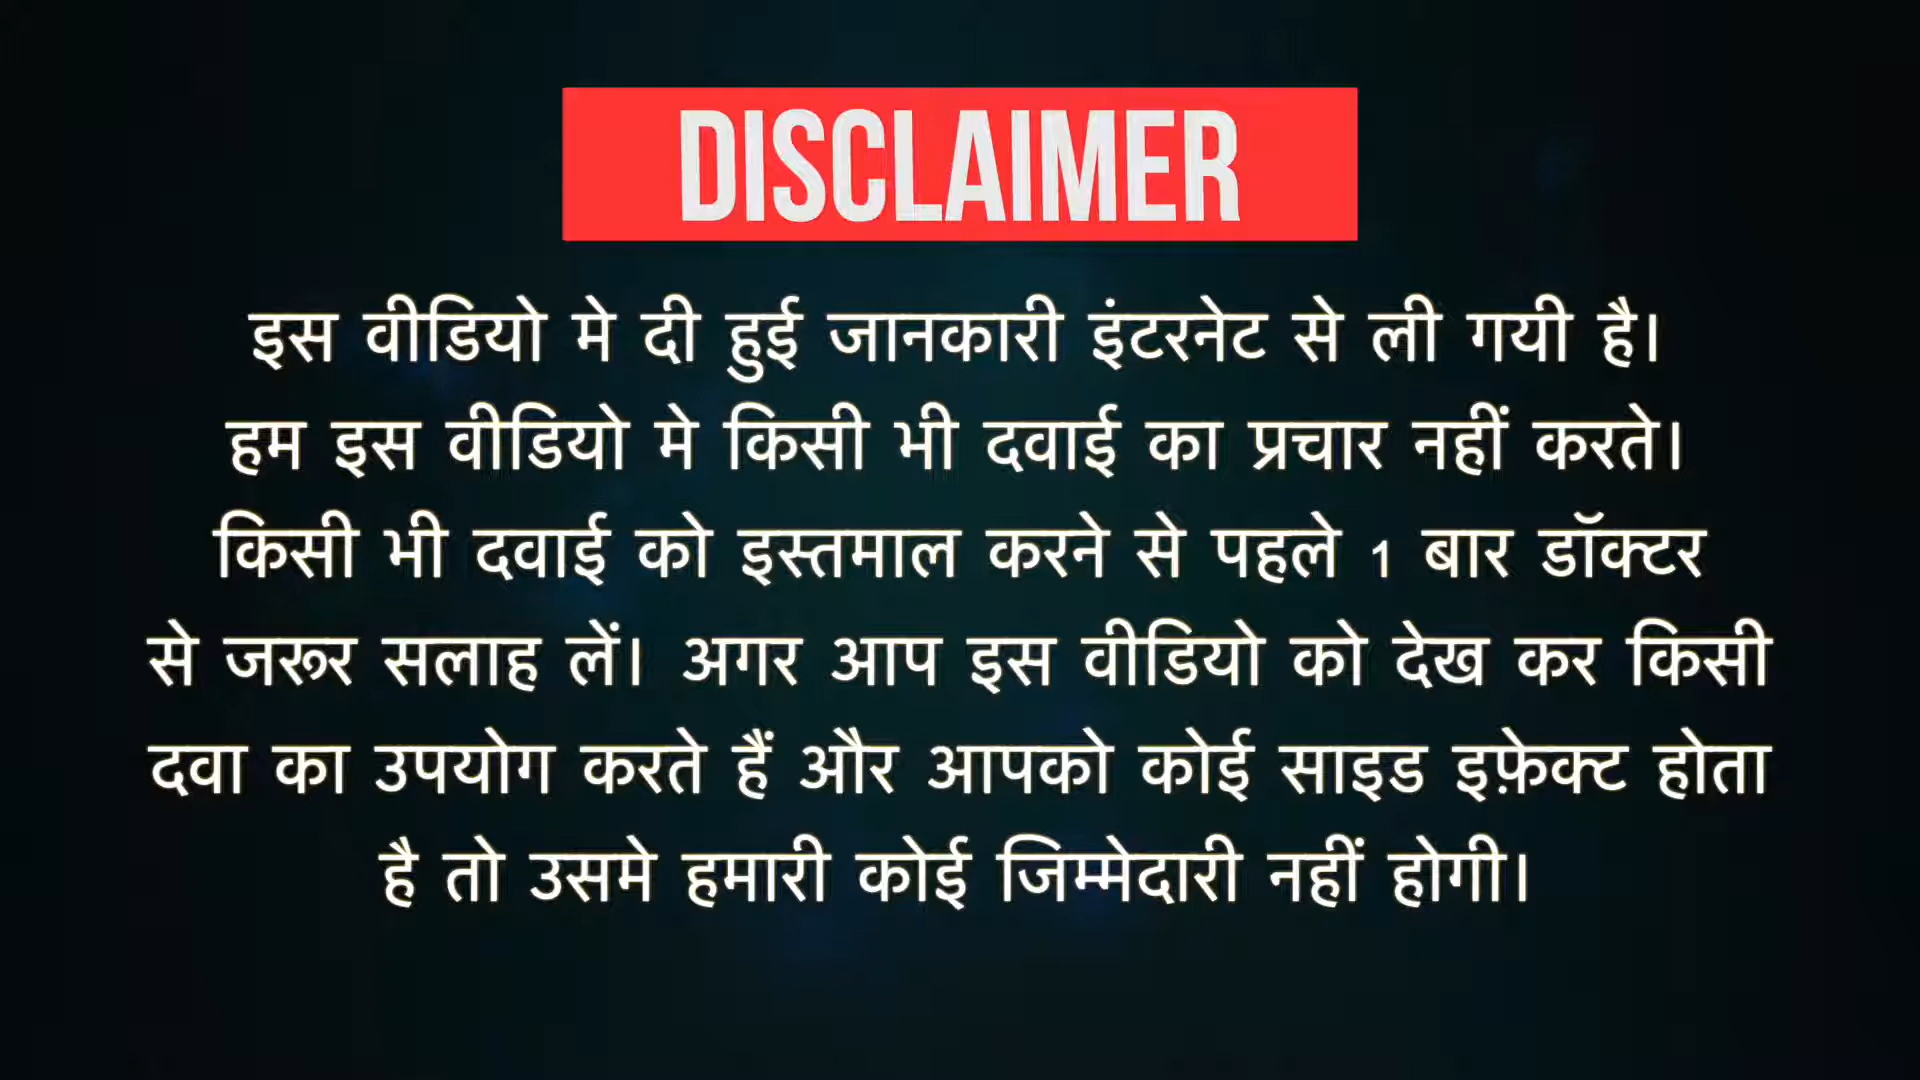 DISCLAIMER
इस वीडियो मे दी हुई जानकारी इंटरनेट से ली गयी है।
हम इस वीडियो मे किसी भी दवाई का प्रचार नहीं करते।
किसी भी दवाई को इस्तमाल करने से पहले 1 बार डॉक्टर
से जरूर सलाह लें। अगर आप इस वीडियो को देख कर किसी
दवा का उपयोग करते हैं और आपको कोई साइड इफ़ेक्ट होता
है तो उसमे हमारी कोई जिम्मेदारी नहीं होगी।